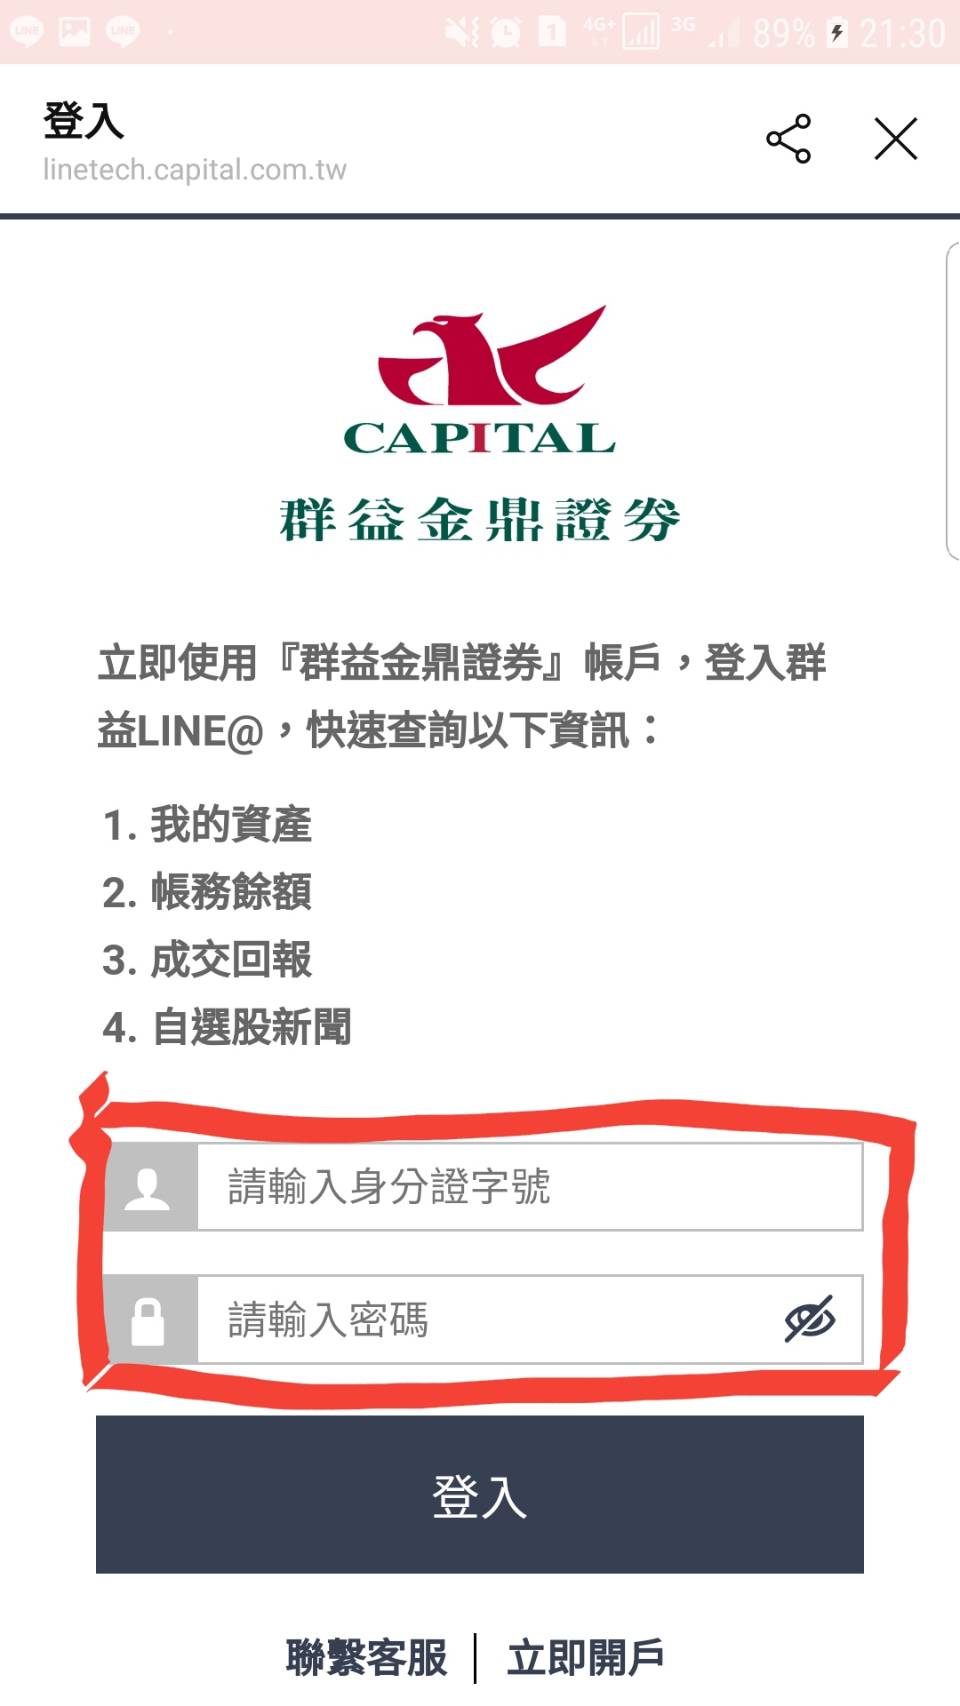 LINE LINE 1 4G+ 3G 89% 21:30
登入
linetech.capital.com.tw
CAPITAL
群益金鼎證券
立即使用『群益金鼎證券』帳戶，登入群
益LINE@，快速查詢以下資訊：
1. 我的資產
2. 帳務餘額
3. 成交回報
4. 自選股新聞
請輸入身分證字號
請輸入密碼
登入
聯繫客服 | 立即開戶